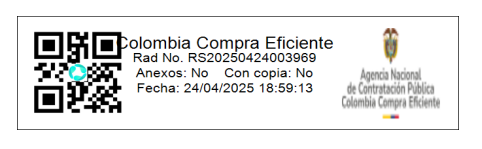 Colombia Compra Eficiente
Rad No. RS20250424003969
Anexos: No Con copia: No
Fecha: 24/04/2025 18:59:13
Agencia Nacional
de Contratación Pública
Colombia Compra Eficiente